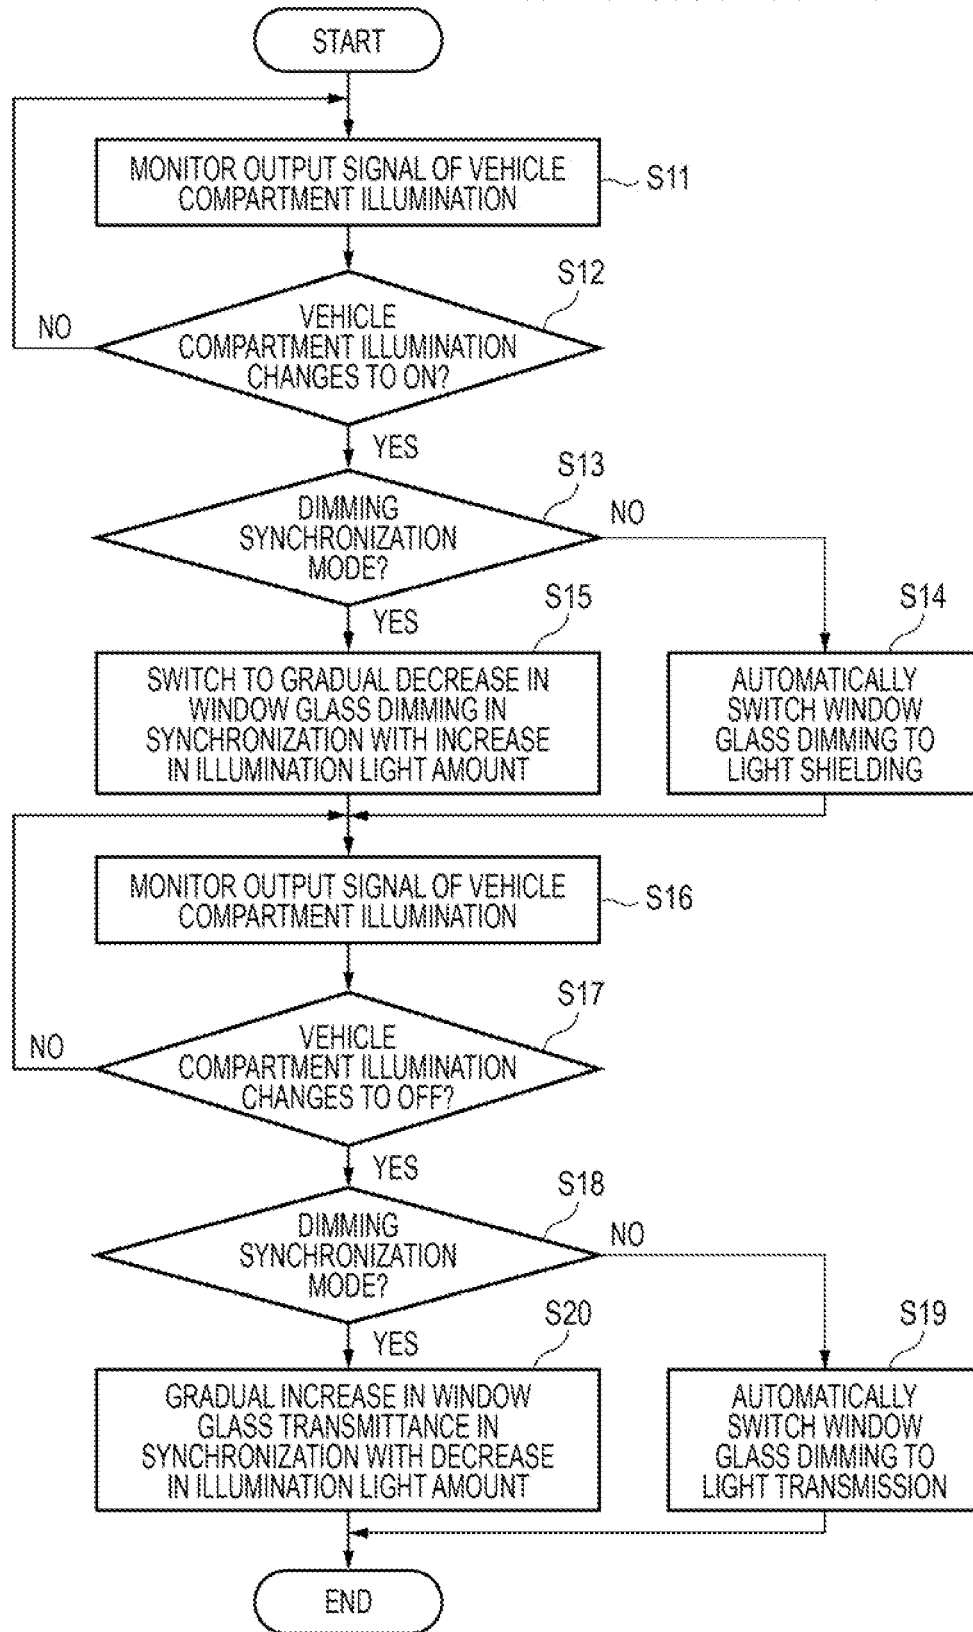 START
MONITOR OUTPUT SIGNAL OF VEHICLE
COMPARTMENT ILLUMINATION
S11
S12
VEHICLE
COMPARTMENT ILLUMINATION
CHANGES TO ON?
NO
YES
S13
DIMMING
SYNCHRONIZATION
MODE?
NO
YES
S15
SWITCH TO GRADUAL DECREASE IN
WINDOW GLASS DIMMING IN
SYNCHRONIZATION WITH INCREASE
IN ILLUMINATION LIGHT AMOUNT
S14
AUTOMATICALLY
SWITCH WINDOW
GLASS DIMMING TO
LIGHT SHIELDING
MONITOR OUTPUT SIGNAL OF VEHICLE
COMPARTMENT ILLUMINATION
S16
S17
VEHICLE
COMPARTMENT ILLUMINATION
CHANGES TO OFF?
NO
YES
S18
DIMMING
SYNCHRONIZATION
MODE?
NO
YES
S20
GRADUAL INCREASE IN WINDOW
GLASS TRANSMITTANCE IN
SYNCHRONIZATION WITH DECREASE
IN ILLUMINATION LIGHT AMOUNT
S19
AUTOMATICALLY
SWITCH WINDOW
GLASS DIMMING TO
LIGHT TRANSMISSION
END